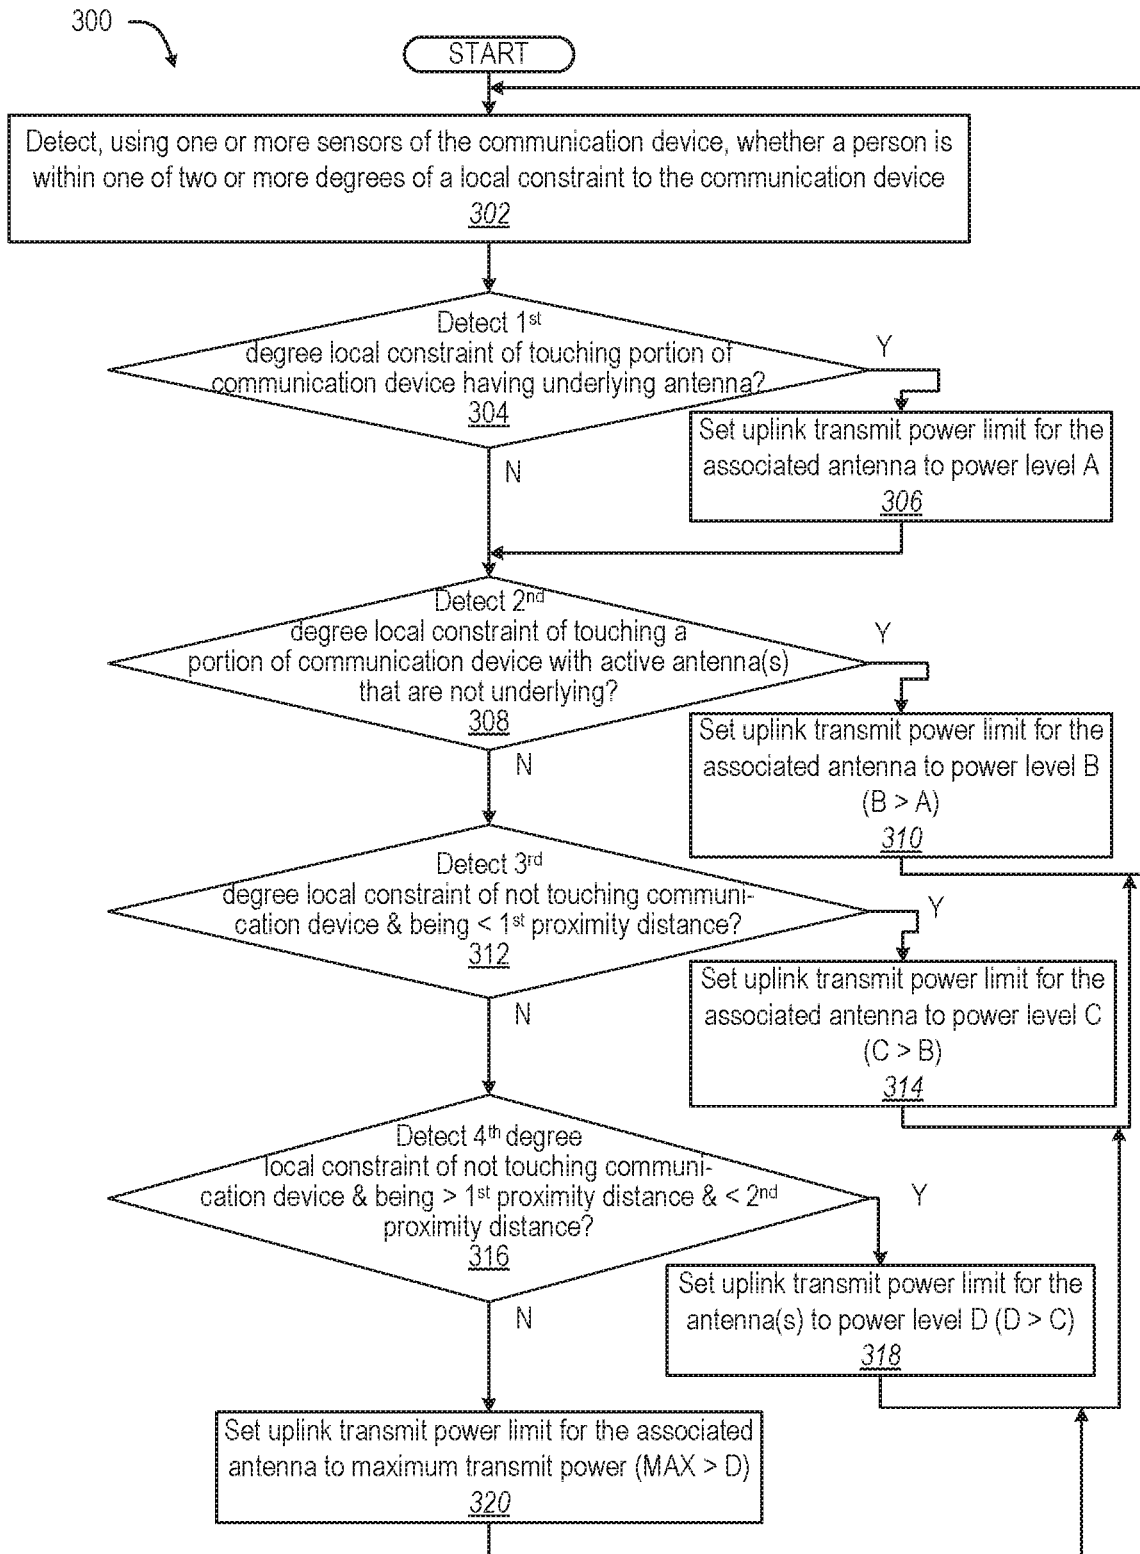 300
START
Detect, using one or more sensors of the communication device, whether a person is
within one of two or more degrees of a local constraint to the communication device
302
Detect 1st
degree local constraint of touching portion of
communication device having underlying antenna?
304
Y
N
Set uplink transmit power limit for the
associated antenna to power level A
306
Detect 2nd
degree local constraint of touching a
portion of communication device with active antenna(s)
that are not underlying?
308
Y
N
Set uplink transmit power limit for the
associated antenna to power level B
(B > A)
310
Detect 3rd
degree local constraint of not touching communi-
cation device & being < 1st proximity distance?
312
Y
N
Set uplink transmit power limit for the
associated antenna to power level C
(C > B)
314
Detect 4th degree
local constraint of not touching communi-
cation device & being > 1st proximity distance & < 2nd
proximity distance?
316
Y
N
Set uplink transmit power limit for the
antenna(s) to power level D (D > C)
318
Set uplink transmit power limit for the associated
antenna to maximum transmit power (MAX > D)
320